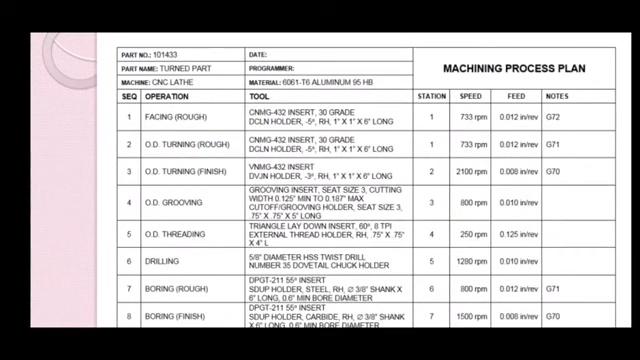 PART NO.: 101433 DATE:
PART NAME: TURNED PART PROGRAMMER:
MACHINE: CNC LATHE MATERIAL: 6061-T6 ALUMINUM 95 HB
MACHINING PROCESS PLAN
SEQ OPERATION TOOL STATION SPEED FEED NOTES
1 FACING (ROUGH) CNMG-432 INSERT, 30 GRADE
DCLN HOLDER, -5°, RH, 1" X 1" X 6" LONG 1 733 rpm 0.012 in/rev G72
2 O.D. TURNING (ROUGH) CNMG-432 INSERT, 30 GRADE
DCLN HOLDER, -5°, RH, 1" X 1" X 6" LONG 1 733 rpm 0.012 in/rev G71
3 O.D. TURNING (FINISH) VNMG-432 INSERT
DVJN HOLDER, -3°, RH, 1" X 1" X 6" LONG 2 2100 rpm 0.008 in/rev G70
4 O.D. GROOVING GROOVING INSERT, SEAT SIZE 3, CUTTING
WIDTH 0.125" MIN TO 0.187" MAX
CUTOFF/GROOVING HOLDER, SEAT SIZE 3,
.75" X .75" X 5" LONG 3 800 rpm 0.010 in/rev
5 O.D. THREADING TRIANGLE LAY DOWN INSERT, 60°, 8 TPI
EXTERNAL THREAD HOLDER, RH, .75" X .75"
X 4" L 4 250 rpm 0.125 in/rev
6 DRILLING 5/8" DIAMETER HSS TWIST DRILL
NUMBER 35 DOVETAIL CHUCK HOLDER 5 1280 rpm 0.010 in/rev
7 BORING (ROUGH) DPGT-211 55° INSERT
SDUP HOLDER, STEEL, RH, ∅ 3/8" SHANK X
6" LONG, 0.6" MIN BORE DIAMETER 6 800 rpm 0.012 in/rev G71
8 BORING (FINISH) DPGT-211 55° INSERT
SDUP HOLDER, CARBIDE, RH, ∅ 3/8" SHANK
X 6" LONG, 0.6" MIN BORE DIAMETER 7 1500 rpm 0.008 in/rev G70